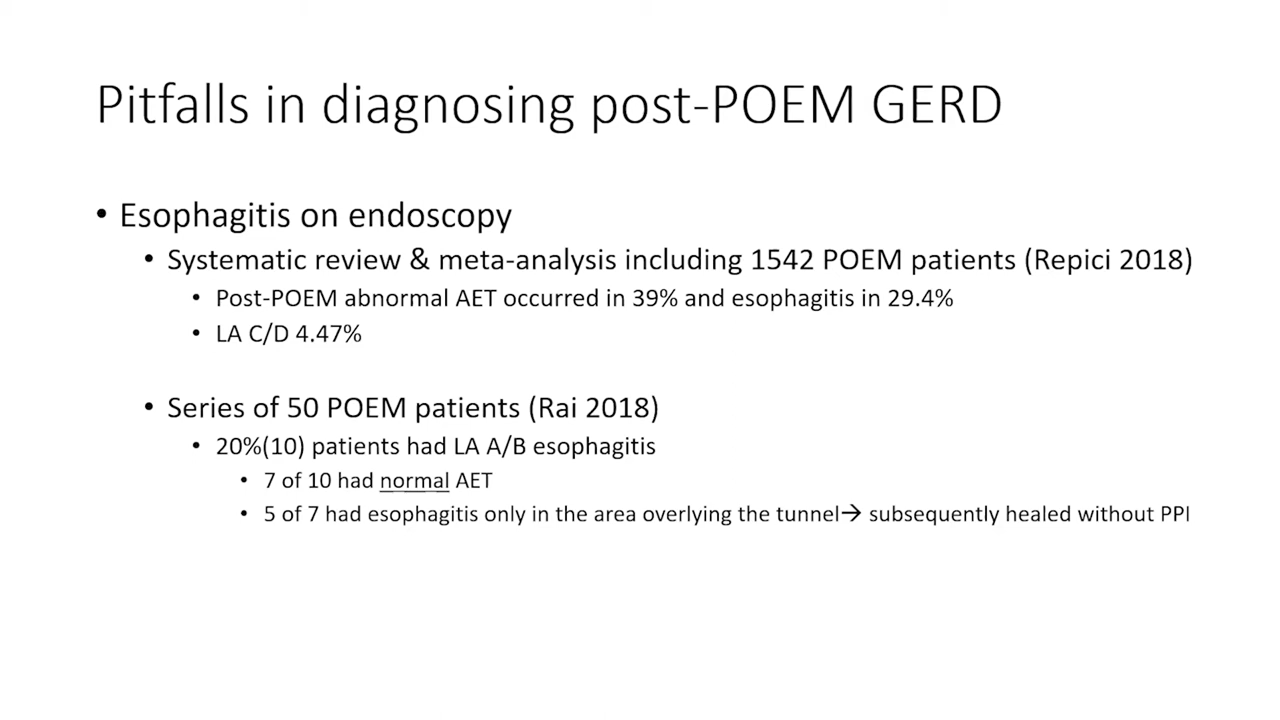 Pitfalls in diagnosing post-POEM GERD
• Esophagitis on endoscopy
• Systematic review & meta-analysis including 1542 POEM patients (Repici 2018)
• Post-POEM abnormal AET occurred in 39% and esophagitis in 29.4%
• LA C/D 4.47%
• Series of 50 POEM patients (Rai 2018)
• 20%(10) patients had LA A/B esophagitis
• 7 of 10 had normal AET
• 5 of 7 had esophagitis only in the area overlying the tunnel→ subsequently healed without PPI